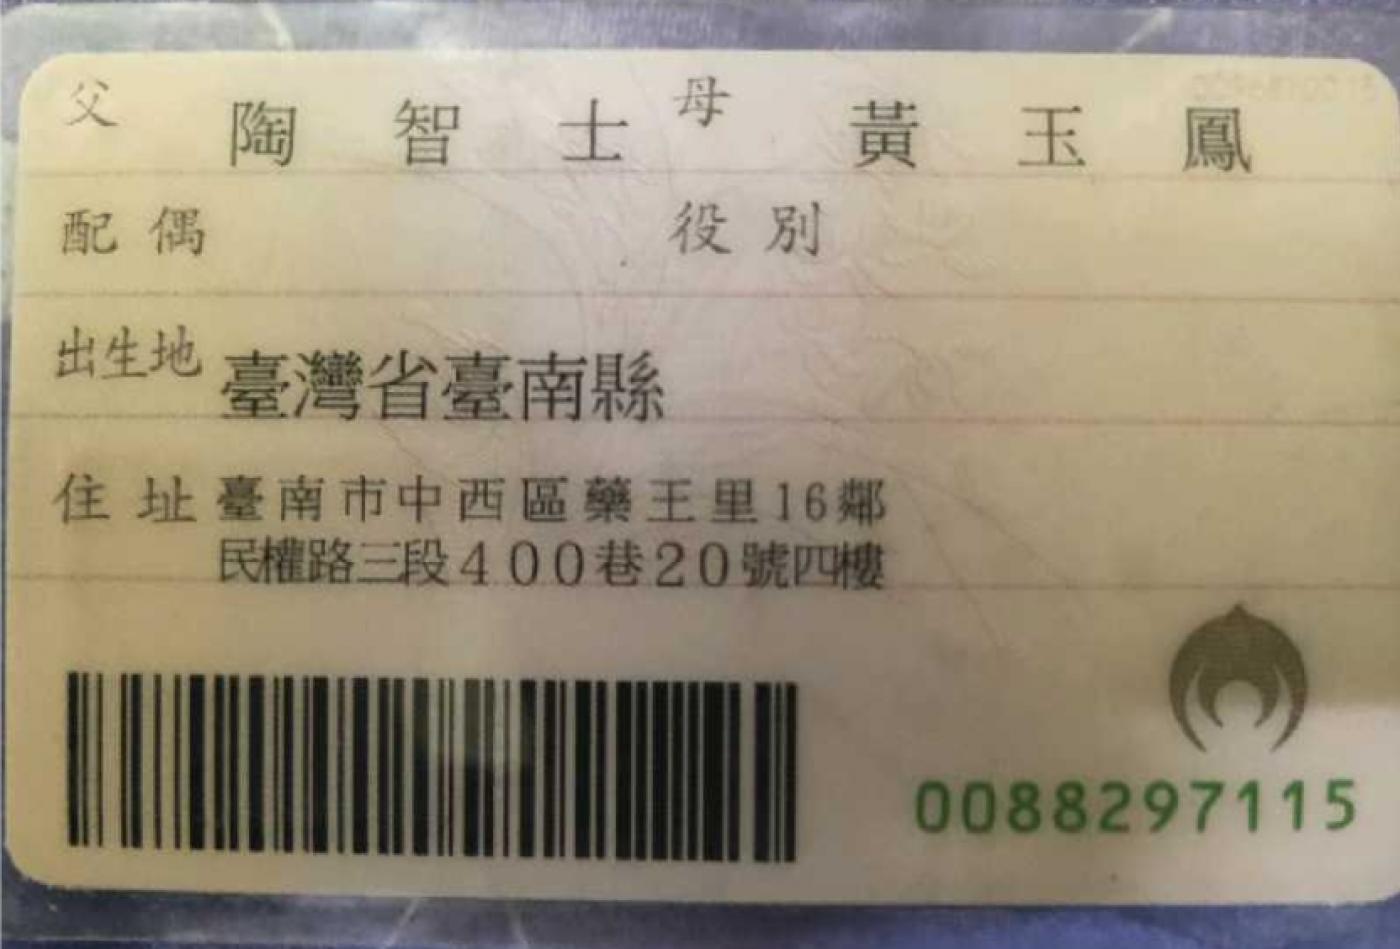 父 陶智士 母 黃玉鳳
配偶 役別
出生地 臺灣省臺南縣
住址 臺南市中西區藥王里16鄰
民權路三段400巷20號四樓
0088297115